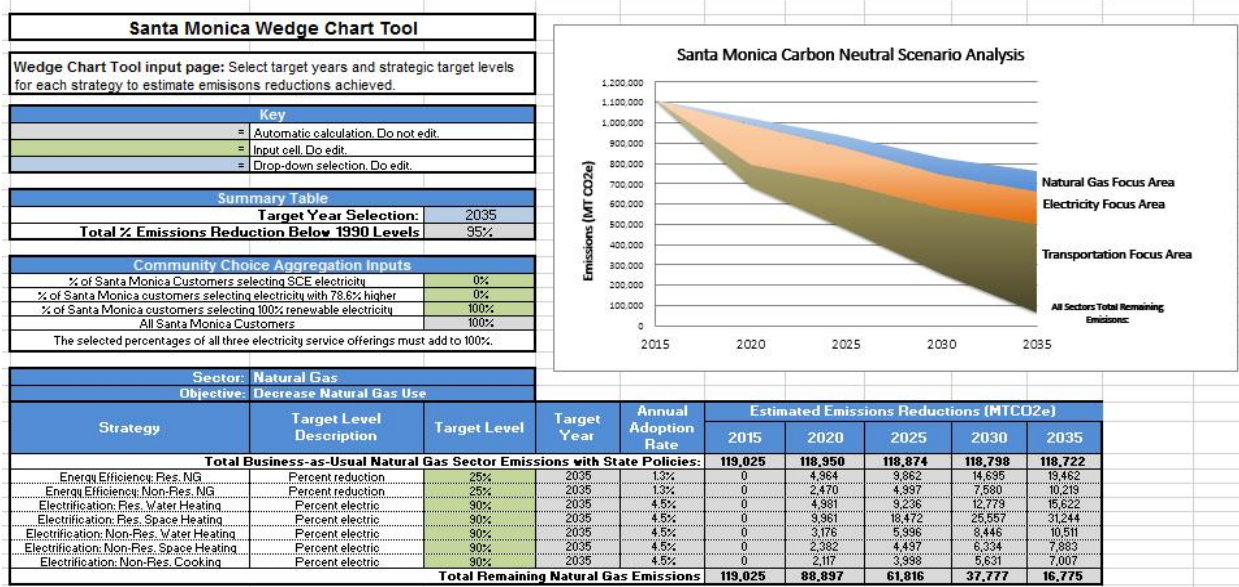 Santa Monica Wedge Chart Tool
Wedge Chart Tool input page: Select target years and strategic target levels
for each strategy to estimate emisisons reductions achieved.
Key
= Automatic calculation. Do not edit.
= Input cell. Do edit.
= Drop-down selection. Do edit.
Summary Table
Target Year Selection: 2035
Total % Emissions Reduction Below 1990 Levels 95%
Community Choice Aggregation Inputs
% of Santa Monica Customers selecting SCE electricity 0%
% of Santa Monica customers selecting electricity with 78.6% higher 0%
% of Santa Monica customers selecting 100% renewable electricity 100%
All Santa Monica Customers 100%
The selected percentages of all three electricity service offerings must add to 100%.
Santa Monica Carbon Neutral Scenario Analysis
Emissions (MT CO2e)
1,200,000
1,100,000
1,000,000
900,000
800,000
700,000
600,000
500,000
400,000
300,000
200,000
100,000
0
2015 2020 2025 2030 2035
Natural Gas Focus Area
Electricity Focus Area
Transportation Focus Area
All Sectors Total Remaining
Emisisons:
Sector: Natural Gas
Objective: Decrease Natural Gas Use
Strategy Target Level Description Target Level Target Year Annual Adoption Rate Estimated Emissions Reductions (MTCO2e)
2015 2020 2025 2030 2035
Total Business-as-Usual Natural Gas Sector Emissions with State Policies: 119,025 118,950 118,874 118,798 118,722
Energy Efficiency: Res. NG Percent reduction 25% 2035 1.3% 0 4,964 9,862 14,695 19,462
Energy Efficiency: Non-Res. NG Percent reduction 25% 2035 1.3% 0 2,470 4,997 7,580 10,219
Electrification: Res. Water Heating Percent electric 90% 2035 4.5% 0 4,981 9,236 12,779 15,622
Electrification: Res. Space Heating Percent electric 90% 2035 4.5% 0 9,961 18,472 25,557 31,244
Electrification: Non-Res. Water Heating Percent electric 90% 2035 4.5% 0 3,176 5,996 8,446 10,511
Electrification: Non-Res. Space Heating Percent electric 90% 2035 4.5% 0 2,382 4,497 6,334 7,883
Electrification: Non-Res. Cooking Percent electric 90% 2035 4.5% 0 2,117 3,998 5,631 7,007
Total Remaining Natural Gas Emissions 119,025 88,897 61,816 37,777 16,775